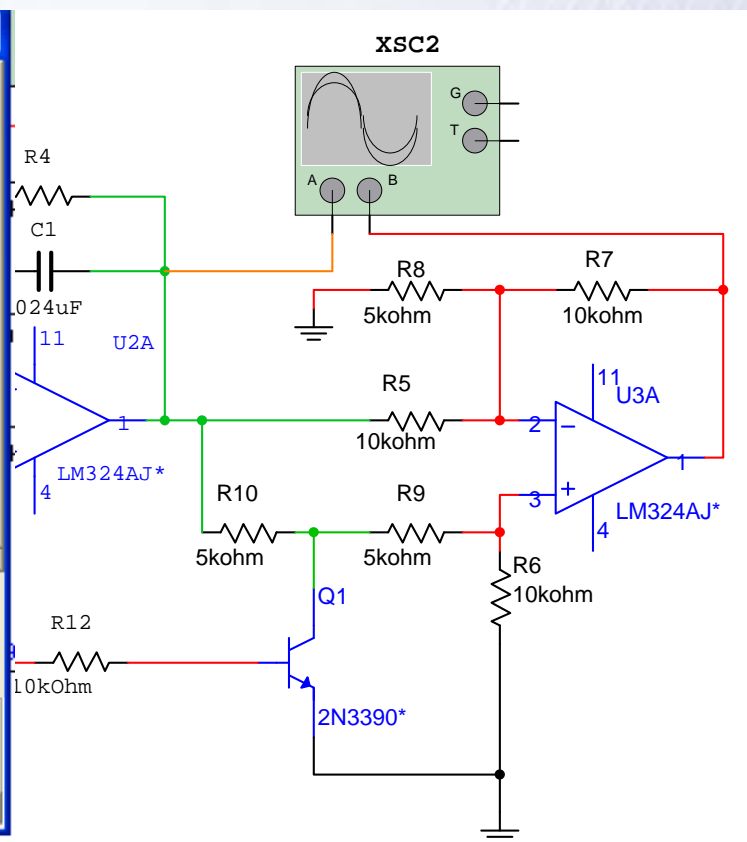 XSC2
G
T
A
B
R4
C1
024uF
11
U2A
1
LM324AJ*
4
R8
5kohm
R7
10kohm
R5
10kohm
11
U3A
2
3
1
LM324AJ*
4
R10
5kohm
R9
5kohm
R6
10kohm
Q1
R12
10kOhm
2N3390*